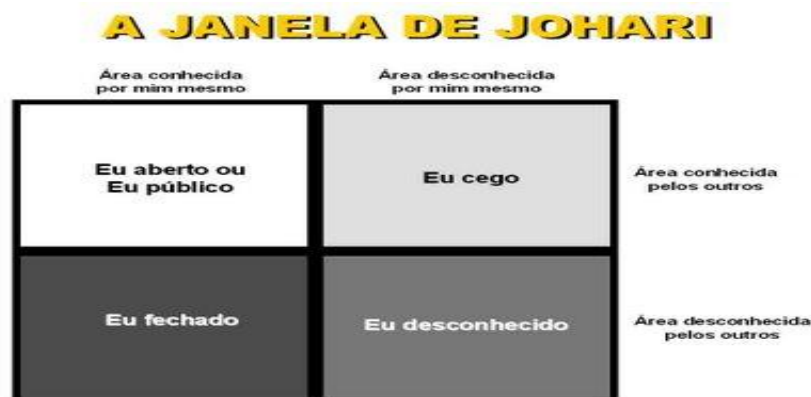 A JANELA DE JOHARI
Área conhecida
por mim mesmo
Área desconhecida
por mim mesmo
Eu aberto ou
Eu público
Eu cego
Área conhecida
pelos outros
Eu fechado
Eu desconhecido
Área desconhecida
pelos outros